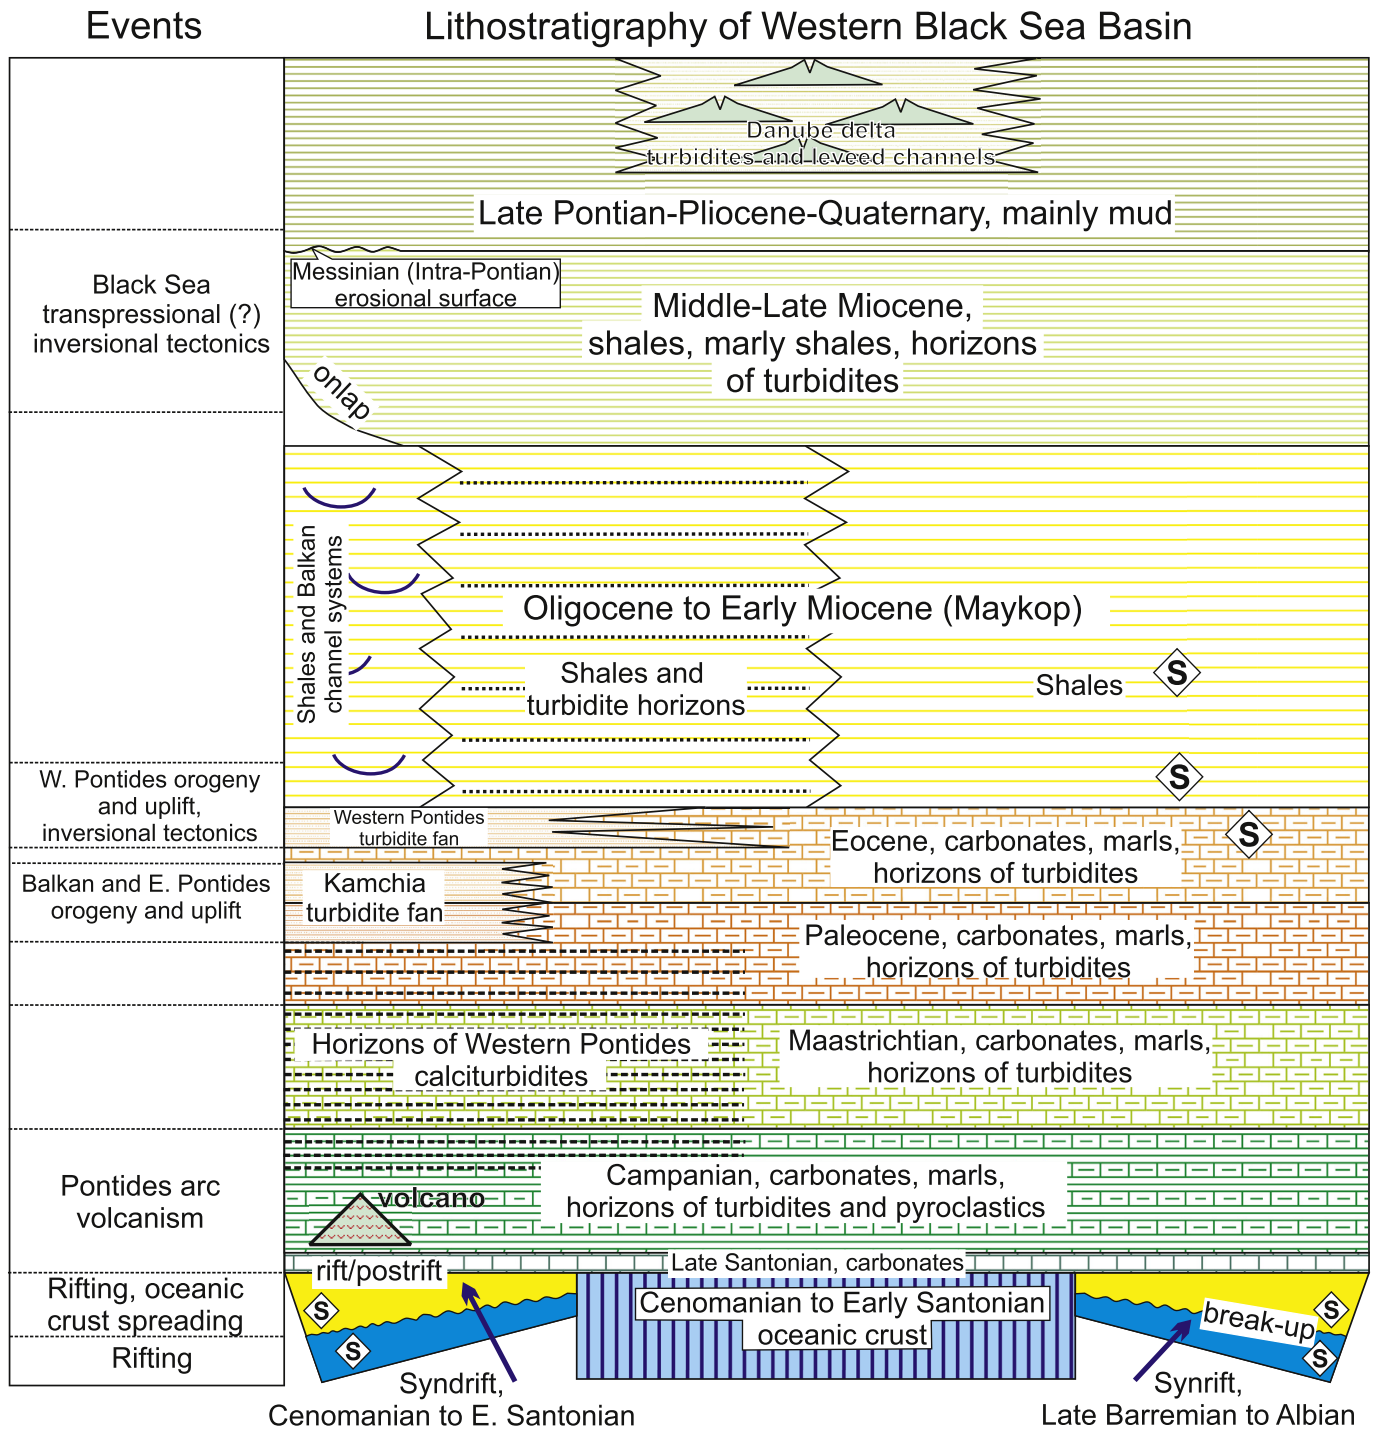 Events
Lithostratigraphy of Western Black Sea Basin
Danube delta
turbidites and leveed channels
Late Pontian-Pliocene-Quaternary, mainly mud
Messinian (Intra-Pontian)
erosional surface
Black Sea
transpressional (?)
inversional tectonics
Middle-Late Miocene,
shales, marly shales, horizons
of turbidites
onlap
Shales and Balkan
channel systems
Oligocene to Early Miocene (Maykop)
Shales and
turbidite horizons
Shales
S
S
W. Pontides orogeny
and uplift,
inversional tectonics
Western Pontides
turbidite fan
Eocene, carbonates, marls,
horizons of turbidites
S
Balkan and E. Pontides
orogeny and uplift
Kamchia
turbidite fan
Paleocene, carbonates, marls,
horizons of turbidites
Horizons of Western Pontides
calciturbidites
Maastrichtian, carbonates, marls,
horizons of turbidites
Pontides arc
volcanism
volcano
Campanian, carbonates, marls,
horizons of turbidites and pyroclastics
Late Santonian, carbonates
rift/postrift
Rifting, oceanic
crust spreading
Rifting
S
S
Cenomanian to Early Santonian
oceanic crust
break-up
S
S
Syndrift,
Cenomanian to E. Santonian
Synrift,
Late Barremian to Albian